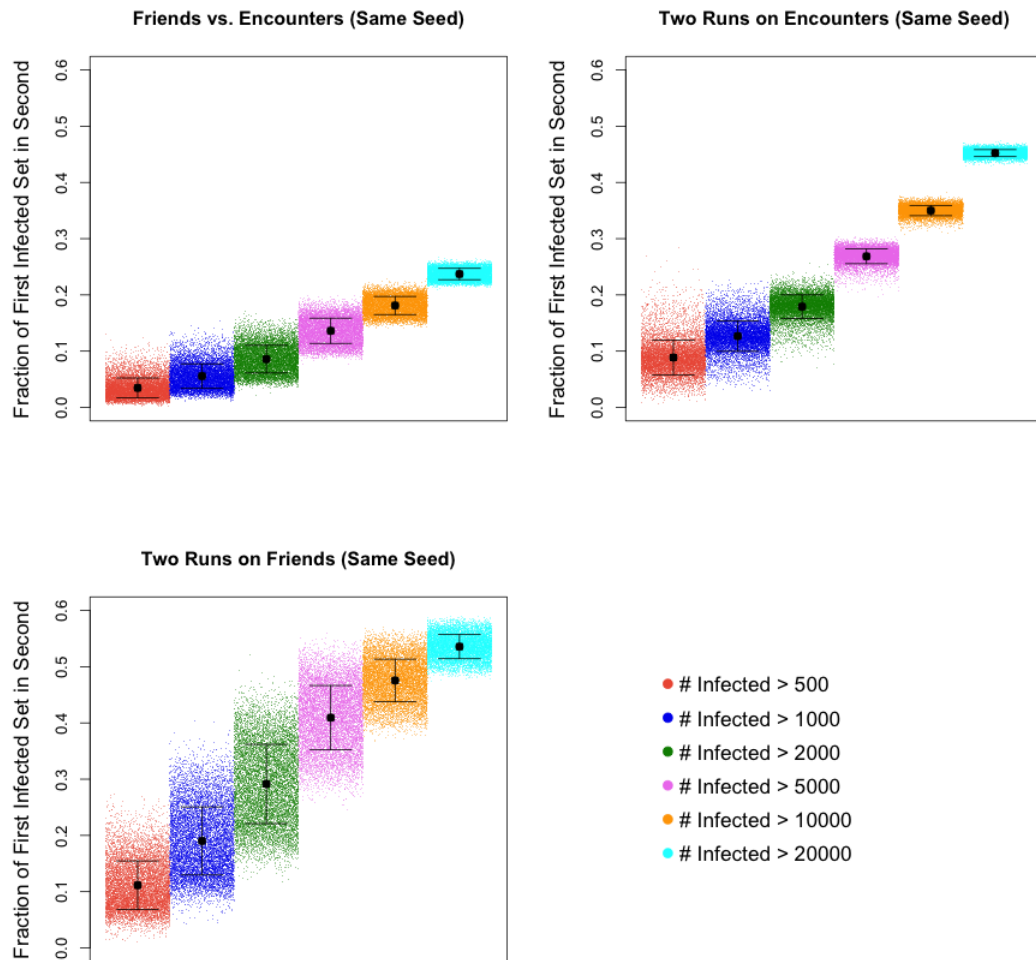 Friends vs. Encounters (Same Seed)
Fraction of First Infected Set in Second
0.6
0.5
0.4
0.3
0.2
0.1
0.0
Two Runs on Encounters (Same Seed)
Fraction of First Infected Set in Second
0.6
0.5
0.4
0.3
0.2
0.1
0.0
Two Runs on Friends (Same Seed)
Fraction of First Infected Set in Second
0.6
0.5
0.4
0.3
0.2
0.1
0.0
# Infected > 500
# Infected > 1000
# Infected > 2000
# Infected > 5000
# Infected > 10000
# Infected > 20000